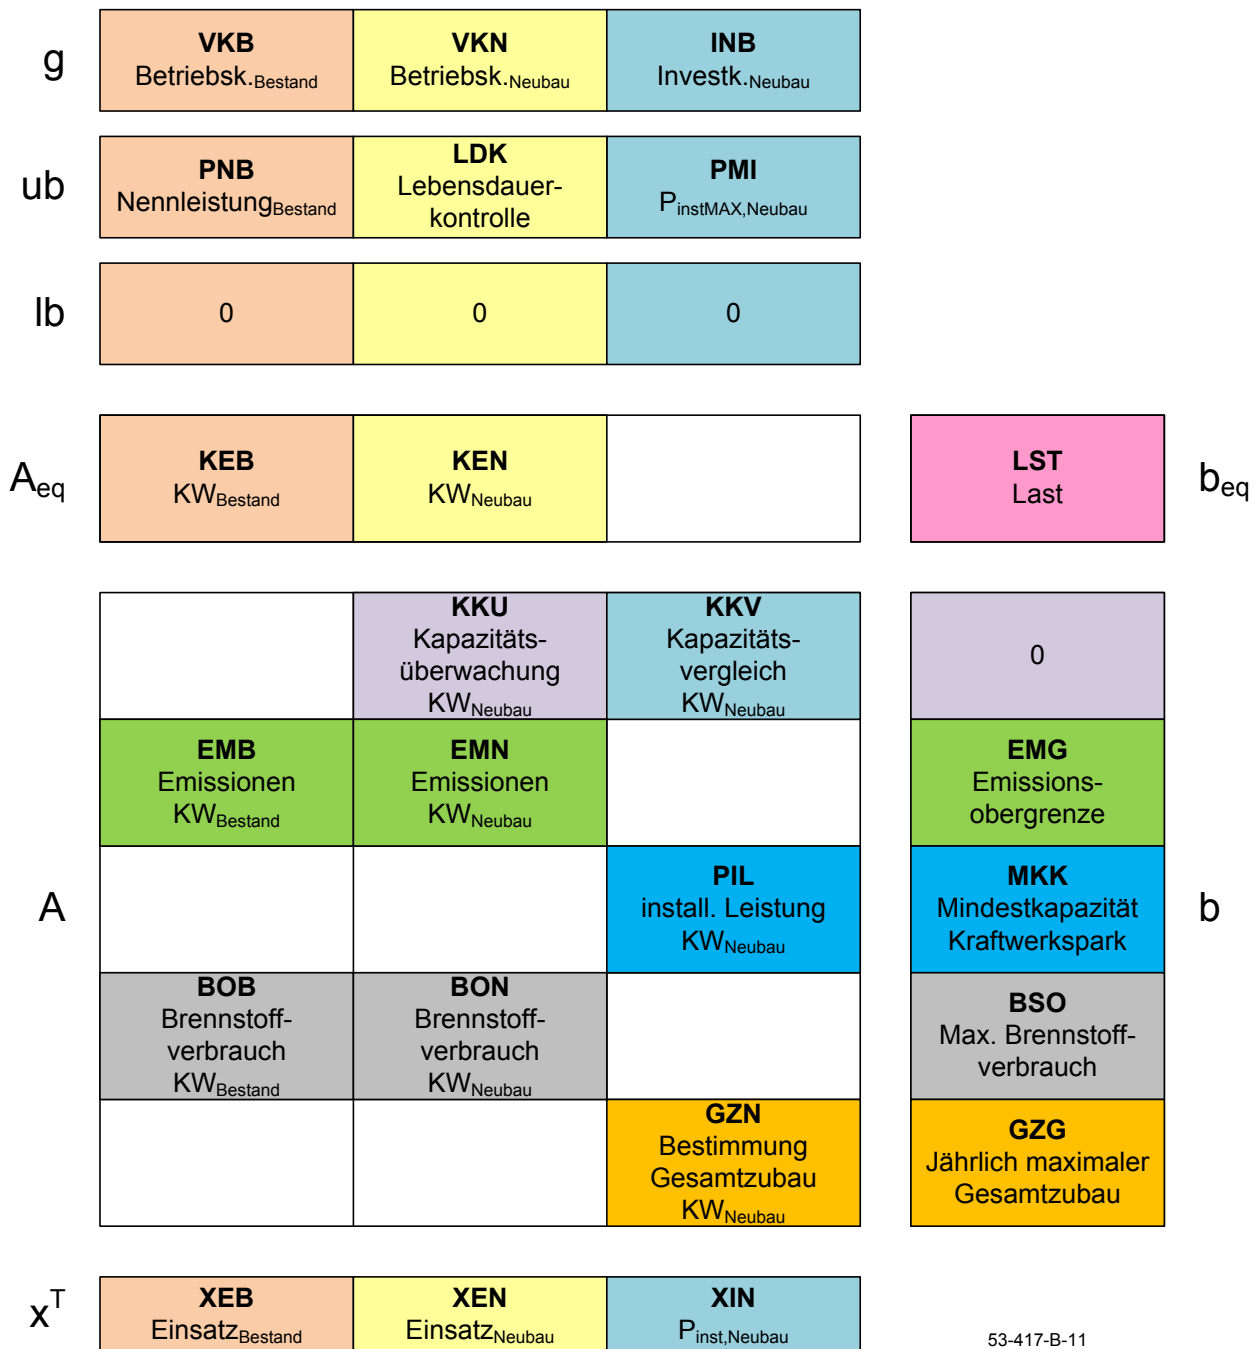 g
VKB
Betriebsk.Bestand
VKN
Betriebsk.Neubau
INB
Investk.Neubau
ub
PNB
NennleistungBestand
LDK
Lebensdauer-
kontrolle
PMI
PinstMAX,Neubau
lb
0
0
0
Aeq
KEB
KWBestand
KEN
KWNeubau
LST
Last
beq
A
KKU
Kapazitäts-
überwachung
KWNeubau
KKV
Kapazitäts-
vergleich
KWNeubau
0
EMB
Emissionen
KWBestand
EMN
Emissionen
KWNeubau
EMG
Emissions-
obergrenze
PIL
install. Leistung
KWNeubau
MKK
Mindestkapazität
Kraftwerkspark
b
BOB
Brennstoff-
verbrauch
KWBestand
BON
Brennstoff-
verbrauch
KWNeubau
BSO
Max. Brennstoff-
verbrauch
GZN
Bestimmung
Gesamtzubau
KWNeubau
GZG
Jährlich maximaler
Gesamtzubau
xT
XEB
EinsatzBestand
XEN
EinsatzNeubau
XIN
Pinst,Neubau
53-417-B-11